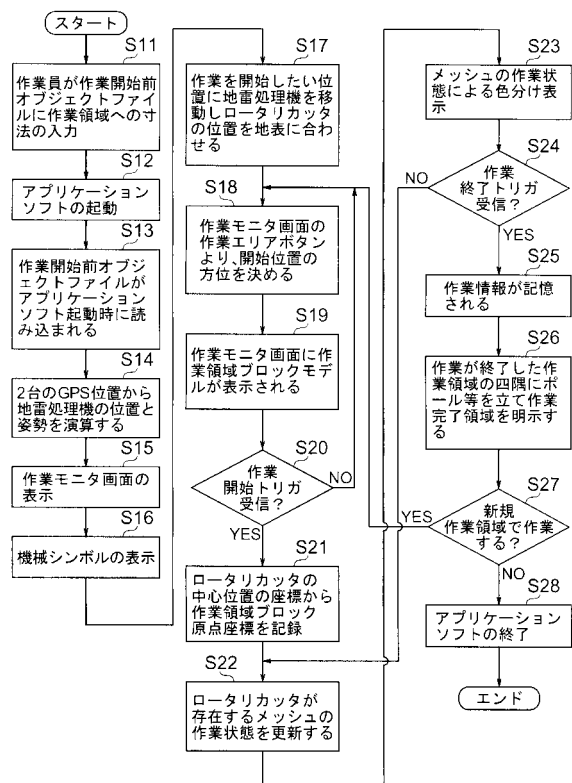 スタート
S11
作業員が作業開始前
オブジェクトファイル
に作業領域への寸
法の入力
S12
アプリケーション
ソフトの起動
S13
作業開始前オブジ
ェクトファイルが
アプリケーション
ソフト起動時に読
み込まれる
S14
2台のGPS位置から
地雷処理機の位置と
姿勢を演算する
S15
作業モニタ画面の
表示
S16
機械シンボルの表示
S17
作業を開始したい位
置に地雷処理機を移
動しロータリカッタ
の位置を地表に合わ
せる
S18
作業モニタ画面の
作業エリアボタン
より、開始位置の
方位を決める
S19
作業モニタ画面に作
業領域ブロックモデ
ルが表示される
S20
作業
開始トリガ
受信?
NO
YES
S21
ロータリカッタの
中心位置の座標から
作業領域ブロック
原点座標を記録
S22
ロータリカッタが
存在するメッシュの
作業状態を更新する
S23
メッシュの作業状
態による色分け表
示
S24
作業
終了トリガ
受信?
NO
YES
S25
作業情報が記憶
される
S26
作業が終了した作
業領域の四隅にポ
ール等を立て作業
完了領域を明示す
る
S27
新規
作業領域で作業
する?
YES
NO
S28
アプリケーション
ソフトの終了
エンド